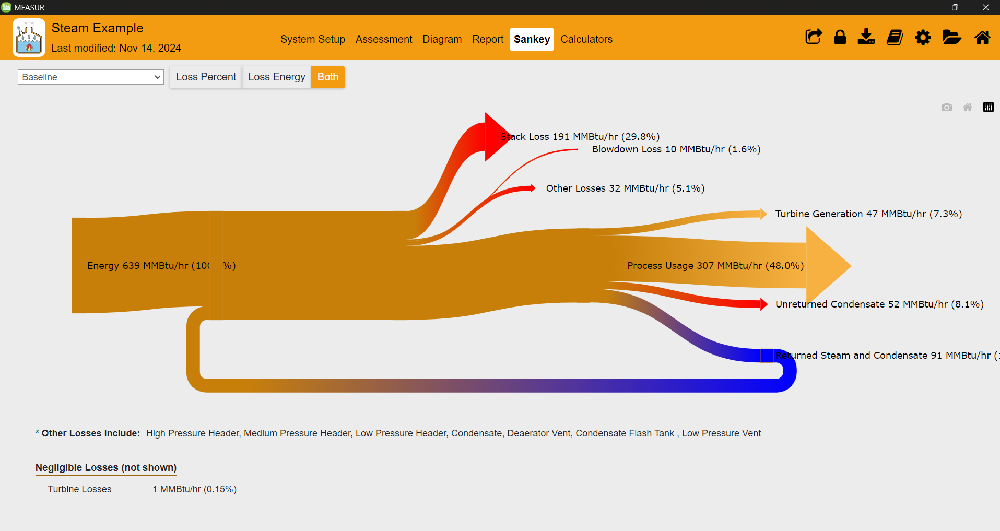 MEASUR
Steam Example
Last modified: Nov 14, 2024
System Setup Assessment Diagram Report Sankey Calculators
Baseline
Loss Percent Loss Energy Both
Stack Loss 191 MMBtu/hr (29.8%)
Blowdown Loss 10 MMBtu/hr (1.6%)
Other Losses 32 MMBtu/hr (5.1%)
Turbine Generation 47 MMBtu/hr (7.3%)
Energy 639 MMBtu/hr (100 %)
Process Usage 307 MMBtu/hr (48.0%)
Unreturned Condensate 52 MMBtu/hr (8.1%)
Returned Steam and Condensate 91 MMBtu/hr (
* Other Losses include: High Pressure Header, Medium Pressure Header, Low Pressure Header, Condensate, Deaerator Vent, Condensate Flash Tank , Low Pressure Vent
Negligible Losses (not shown)
Turbine Losses 1 MMBtu/hr (0.15%)